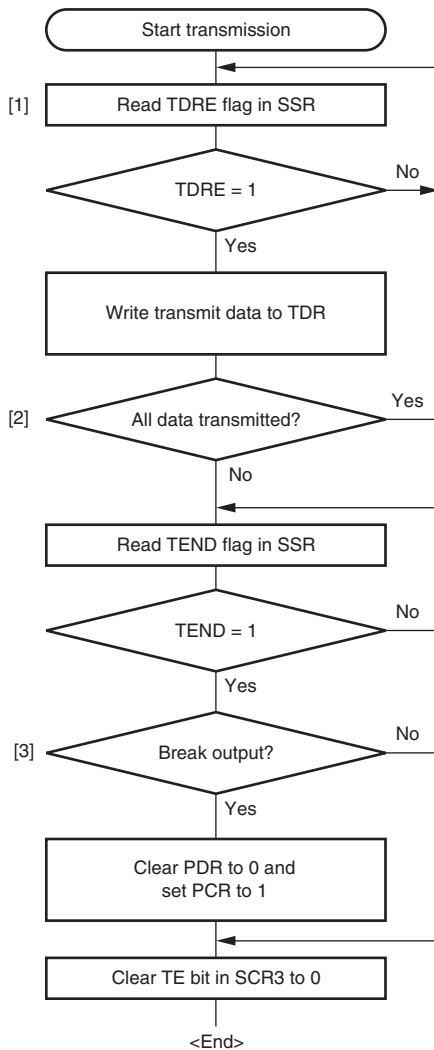 Start transmission
[1]
Read TDRE flag in SSR
No
TDRE = 1
Yes
Write transmit data to TDR
[2]
All data transmitted?
Yes
No
Read TEND flag in SSR
No
TEND = 1
Yes
[3]
Break output?
No
Yes
Clear PDR to 0 and
set PCR to 1
Clear TE bit in SCR3 to 0
<End>